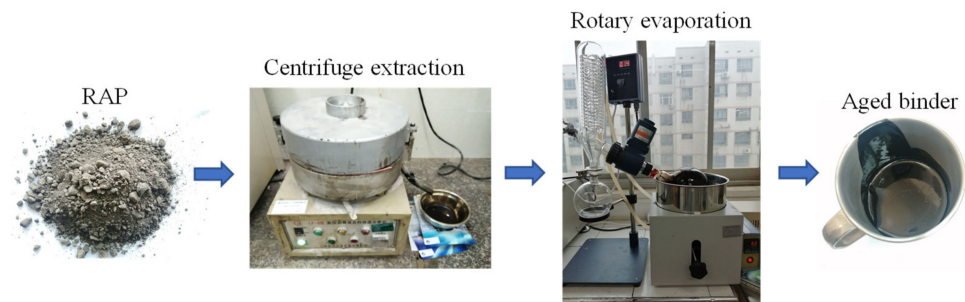 RAP
Centrifuge extraction
Rotary evaporation
Aged binder